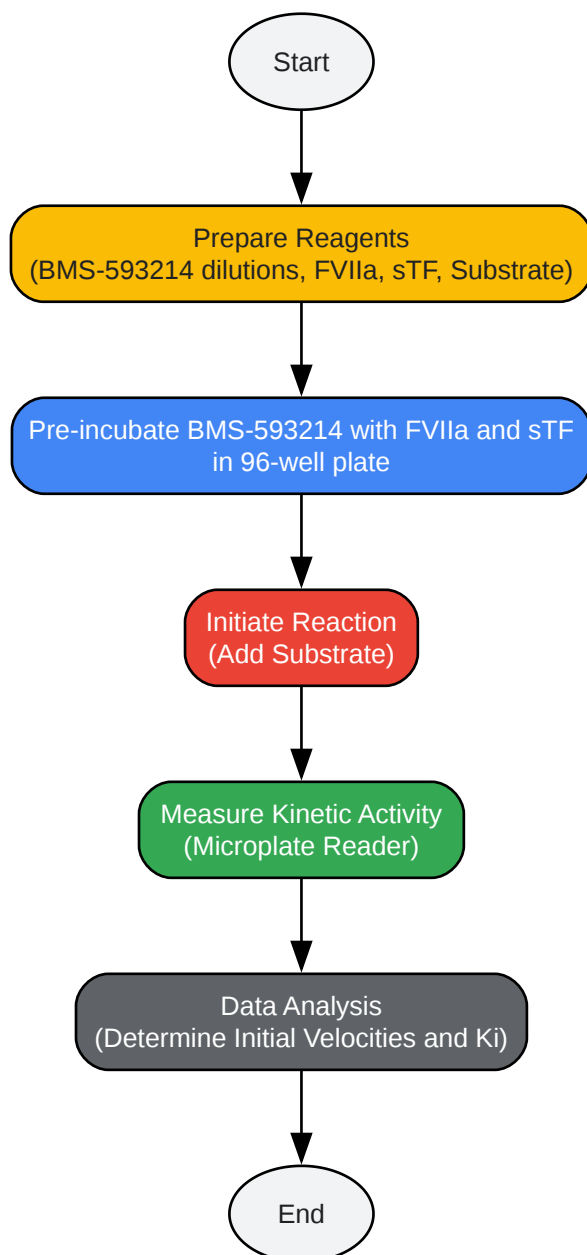 Start
Prepare Reagents
(BMS-593214 dilutions, FVIIa, sTF, Substrate)
Pre-incubate BMS-593214 with FVIIa and sTF
in 96-well plate
Initiate Reaction
(Add Substrate)
Measure Kinetic Activity
(Microplate Reader)
Data Analysis
(Determine Initial Velocities and Ki)
End